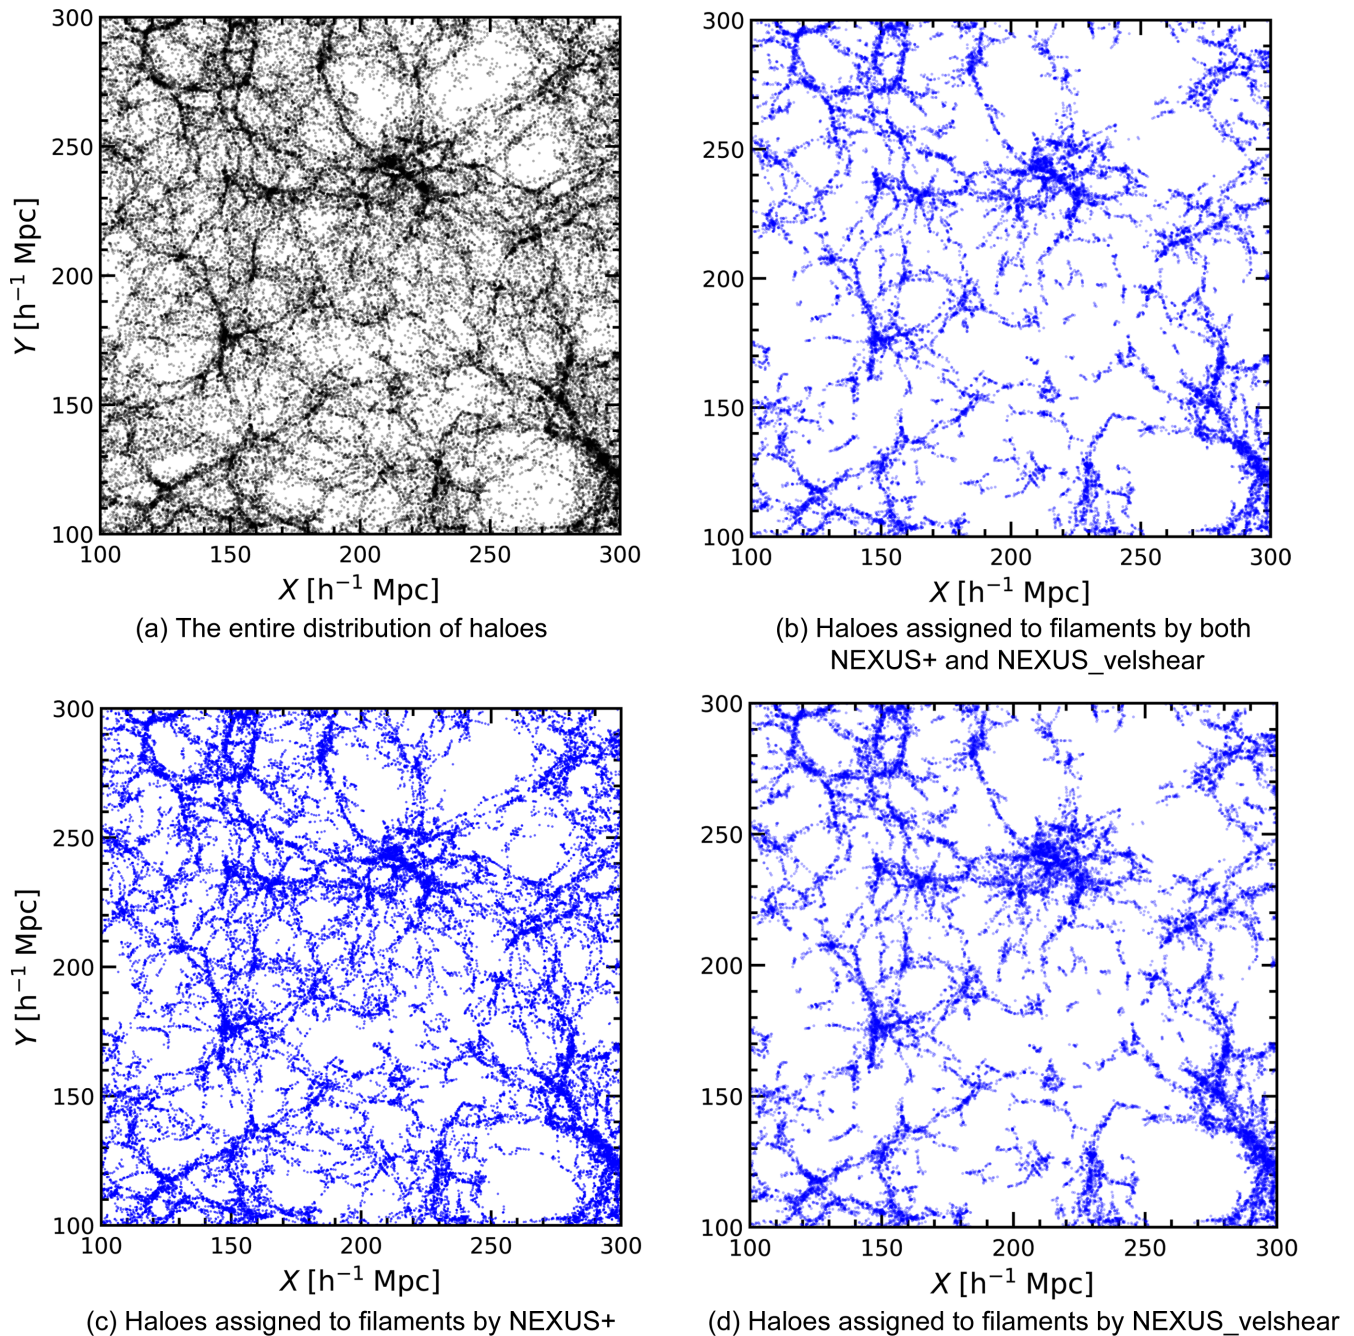 300
250
200
150
100
Y [h⁻¹ Mpc]
100 150 200 250 300
X [h⁻¹ Mpc]
(a) The entire distribution of haloes
300
250
200
150
100
100 150 200 250 300
X [h⁻¹ Mpc]
(b) Haloes assigned to filaments by both
NEXUS+ and NEXUS_velshear
300
250
200
150
100
Y [h⁻¹ Mpc]
100 150 200 250 300
X [h⁻¹ Mpc]
(c) Haloes assigned to filaments by NEXUS+
300
250
200
150
100
100 150 200 250 300
X [h⁻¹ Mpc]
(d) Haloes assigned to filaments by NEXUS_velshear